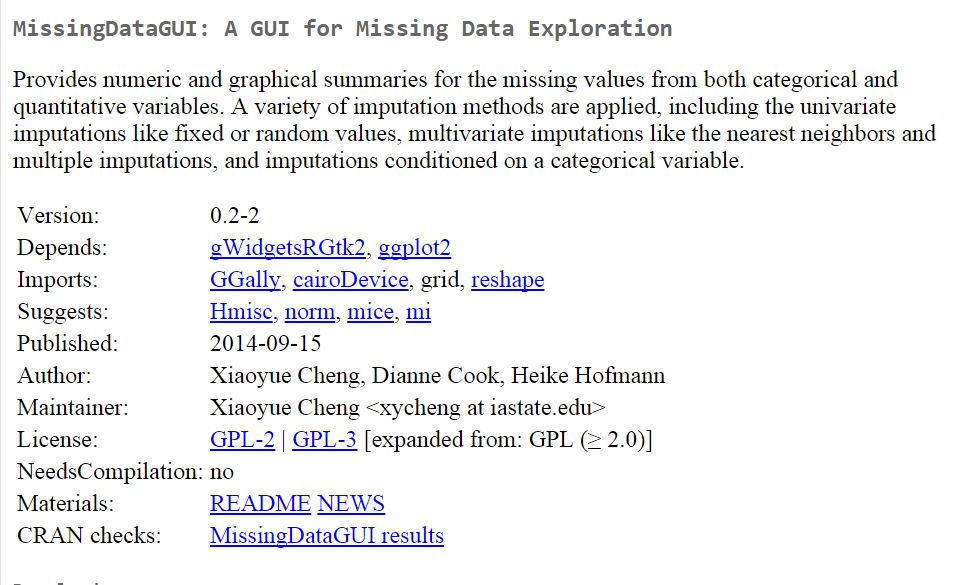 MissingDataGUI: A GUI for Missing Data Exploration
Provides numeric and graphical summaries for the missing values from both categorical and
quantitative variables. A variety of imputation methods are applied, including the univariate
imputations like fixed or random values, multivariate imputations like the nearest neighbors and
multiple imputations, and imputations conditioned on a categorical variable.
Version: 0.2-2
Depends: gWidgetsRGtk2, ggplot2
Imports: GGally, cairoDevice, grid, reshape
Suggests: Hmisc, norm, mice, mi
Published: 2014-09-15
Author: Xiaoyue Cheng, Dianne Cook, Heike Hofmann
Maintainer: Xiaoyue Cheng <xycheng at iastate.edu>
License: GPL-2 | GPL-3 [expanded from: GPL (≥ 2.0)]
NeedsCompilation: no
Materials: README NEWS
CRAN checks: MissingDataGUI results